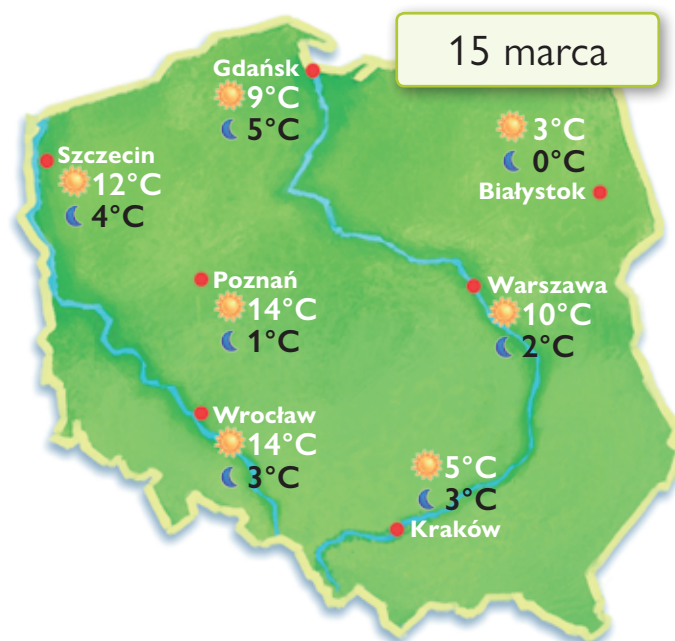 15 marca
Gdańsk
9°C
5°C
3°C
0°C
Białystok
Szczecin
12°C
4°C
Poznań
14°C
1°C
Warszawa
10°C
2°C
Wrocław
14°C
3°C
5°C
3°C
Kraków